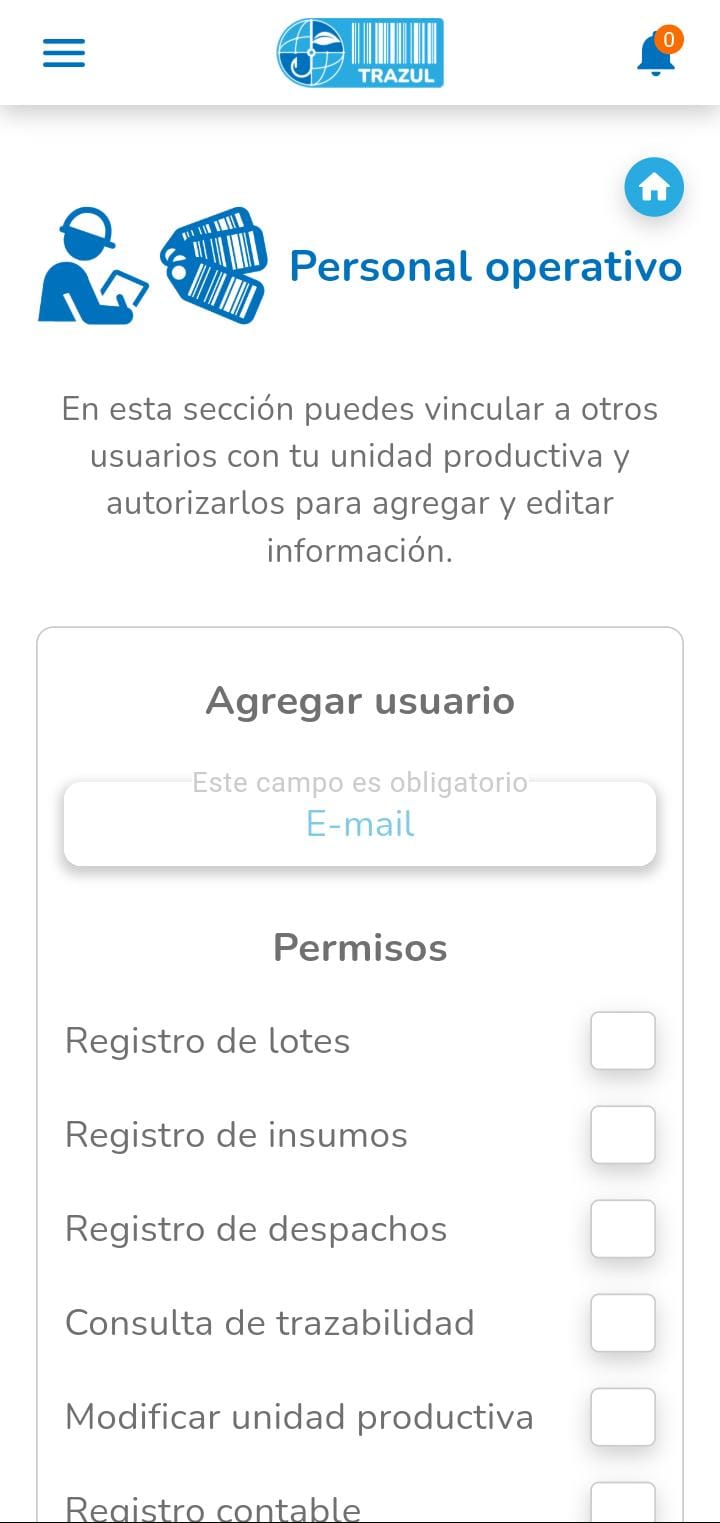 0
TRAZUL
Personal operativo
En esta sección puedes vincular a otros
usuarios con tu unidad productiva y
autorizarlos para agregar y editar
información.
Agregar usuario
Este campo es obligatorio
E-mail
Permisos
Registro de lotes
Registro de insumos
Registro de despachos
Consulta de trazabilidad
Modificar unidad productiva
Registro contable